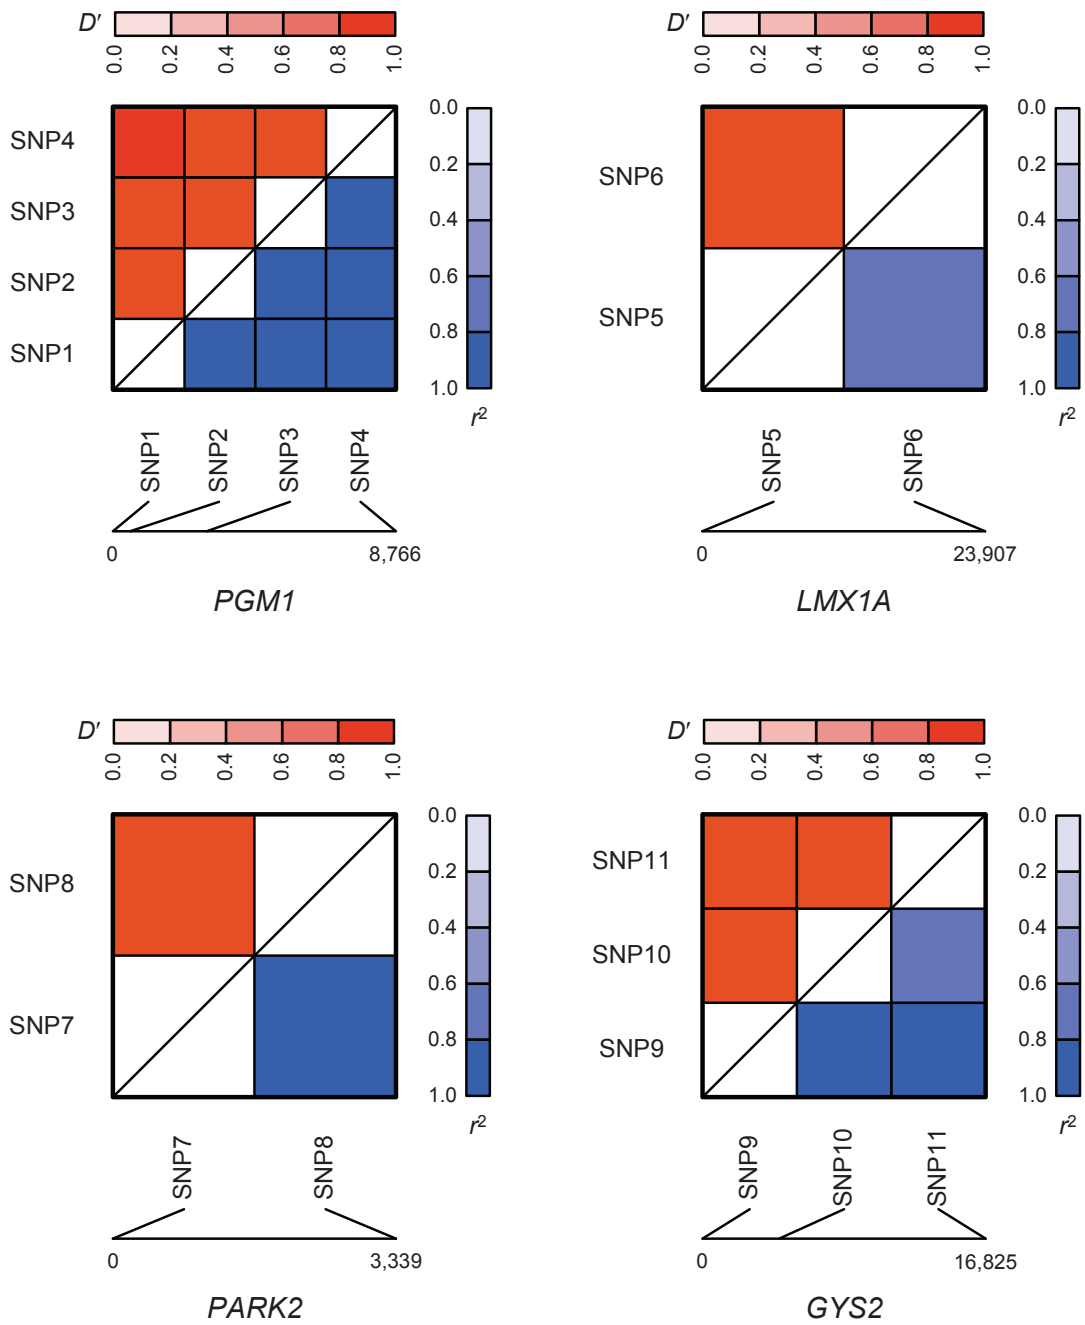 D′
0.0 0.2 0.4 0.6 0.8 1.0
SNP4
SNP3
SNP2
SNP1
0.0
0.2
0.4
0.6
0.8
1.0
r²
SNP1 SNP2 SNP3 SNP4
0 8,766
PGM1
D′
0.0 0.2 0.4 0.6 0.8 1.0
SNP6
SNP5
0.0
0.2
0.4
0.6
0.8
1.0
r²
SNP5 SNP6
0 23,907
LMX1A
D′
0.0 0.2 0.4 0.6 0.8 1.0
SNP8
SNP7
0.0
0.2
0.4
0.6
0.8
1.0
r²
SNP7 SNP8
0 3,339
PARK2
D′
0.0 0.2 0.4 0.6 0.8 1.0
SNP11
SNP10
SNP9
0.0
0.2
0.4
0.6
0.8
1.0
r²
SNP9 SNP10 SNP11
0 16,825
GYS2